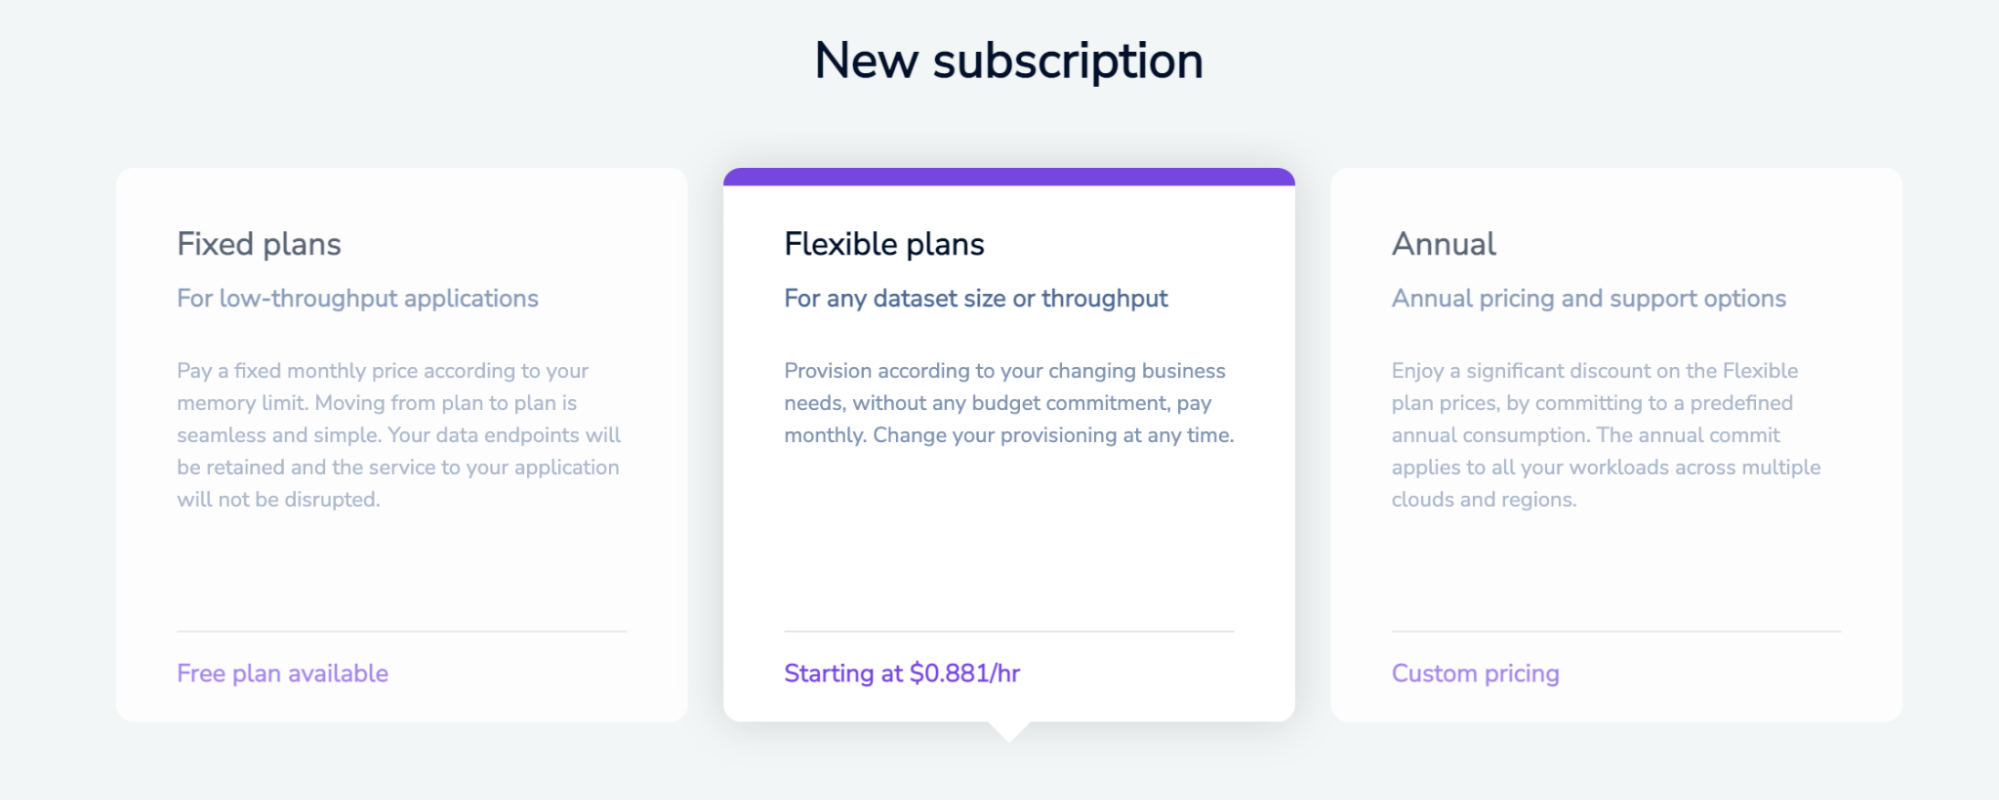 New subscription
Fixed plans
For low-throughput applications
Pay a fixed monthly price according to your
memory limit. Moving from plan to plan is
seamless and simple. Your data endpoints will
be retained and the service to your application
will not be disrupted.
Free plan available
Flexible plans
For any dataset size or throughput
Provision according to your changing business
needs, without any budget commitment, pay
monthly. Change your provisioning at any time.
Starting at $0.881/hr
Annual
Annual pricing and support options
Enjoy a significant discount on the Flexible
plan prices, by committing to a predefined
annual consumption. The annual commit
applies to all your workloads across multiple
clouds and regions.
Custom pricing